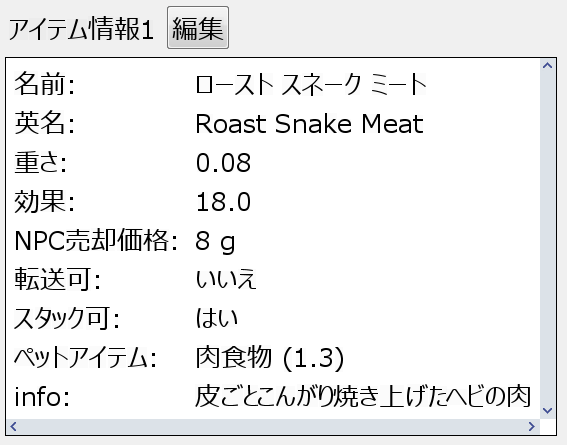 アイテム情報1 編集
名前: ロースト スネーク ミート
英名: Roast Snake Meat
重さ: 0.08
効果: 18.0
NPC売却価格: 8 g
転送可: いいえ
スタック可: はい
ペットアイテム: 肉食物 (1.3)
info: 皮ごとこんがり焼き上げたヘビの肉